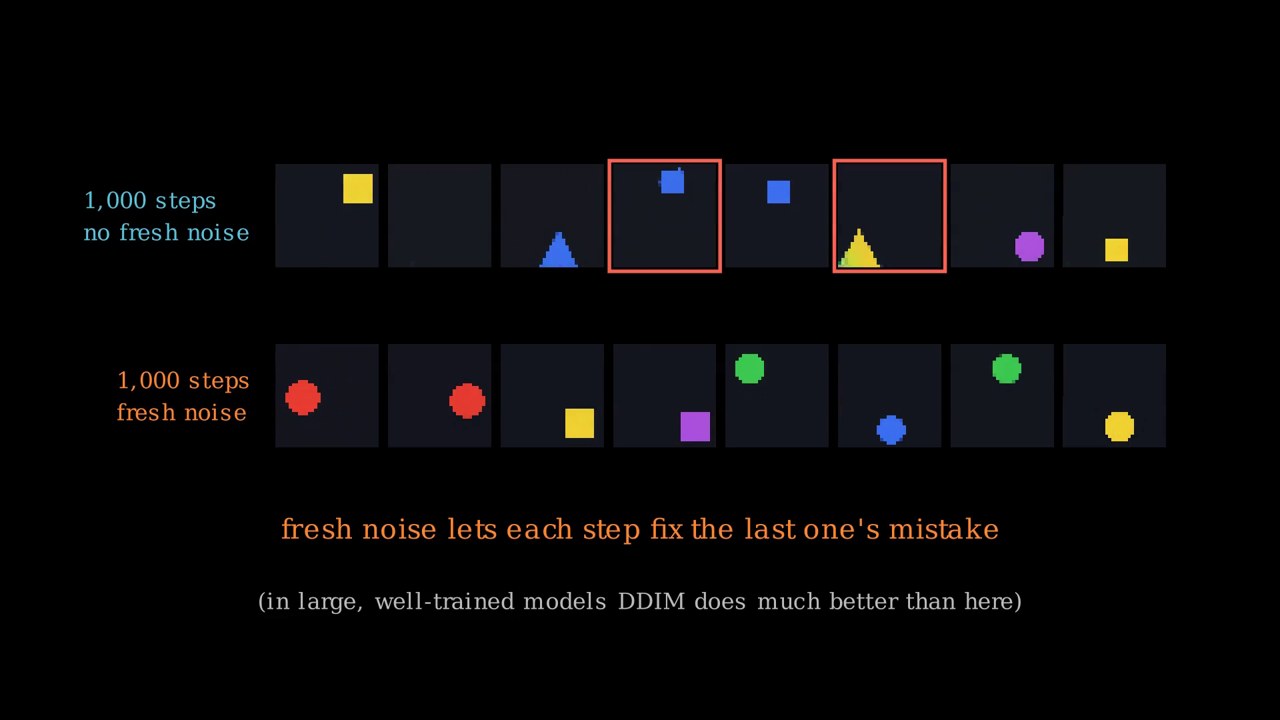 1,000 steps
no fresh noise
1,000 steps
fresh noise
fresh noise lets each step fix the last one's mistake
(in large, well-trained models DDIM does much better than here)